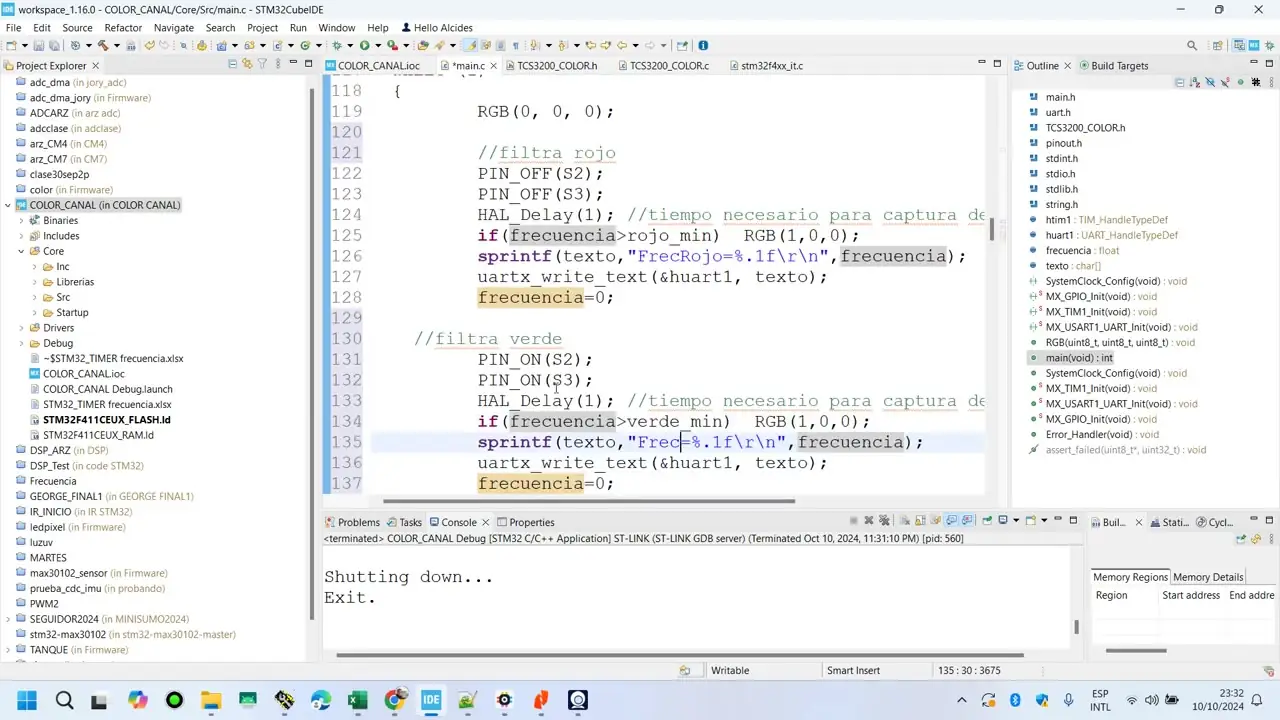 workspace_1.16.0 - COLOR_CANAL/Core/Src/main.c - STM32CubeIDE
File Edit Source Refactor Navigate Search Project Run Window Help Hello Alcides
Project Explorer
adc_dma (in jory_adc)
adc_dma_jory (in Firmware)
ADCARZ (in arz adc)
adcclase (in adclase)
arz_CM4 (in CM4)
arz_CM7 (in CM7)
clase30sep2p
color (in Firmware)
COLOR_CANAL (in COLOR CANAL)
Binaries
Includes
Core
Inc
Librerias
Src
Startup
Drivers
Debug
~$STM32_TIMER frecuencia.xlsx
COLOR_CANAL.ioc
COLOR_CANAL Debug.launch
STM32_TIMER frecuencia.xlsx
STM32F411CEUX_FLASH.ld
STM32F411CEUX_RAM.ld
DSP_ARZ (in DSP)
DSP_Test (in code STM32)
Frecuencia
GEORGE_FINAL1 (in GEORGE FINAL1)
IR_INICIO (in IR STM32)
ledpixel (in Firmware)
luzuv
MARTES
max30102_sensor (in Firmware)
prueba_cdc_imu (in probando)
PWM2
SEGUIDOR2024 (in MINISUMO2024)
stm32-max30102 (in stm32-max30102-master)
TANQUE (in Firmware)
COLOR_CANAL.ioc *main.c TCS3200_COLOR.h TCS3200_COLOR.c stm32f4xx_it.c
118 {
119 RGB(0, 0, 0);
120
121 //filtra rojo
122 PIN_OFF(S2);
123 PIN_OFF(S3);
124 HAL_Delay(1); //tiempo necesario para captura de
125 if(frecuencia>rojo_min) RGB(1,0,0);
126 sprintf(texto,"FrecRojo=%.1f\r\n",frecuencia);
127 uartx_write_text(&huart1, texto);
128 frecuencia=0;
129
130 //filtra verde
131 PIN_ON(S2);
132 PIN_ON(S3);
133 HAL_Delay(1); //tiempo necesario para captura de
134 if(frecuencia>verde_min) RGB(1,0,0);
135 sprintf(texto,"Frec=%.1f\r\n",frecuencia);
136 uartx_write_text(&huart1, texto);
137 frecuencia=0;
Outline Build Targets
main.h
uart.h
TCS3200_COLOR.h
pinout.h
stdint.h
stdio.h
stdlib.h
string.h
htim1 : TIM_HandleTypeDef
huart1 : UART_HandleTypeDef
frecuencia : float
texto : char[]
SystemClock_Config(void) : void
MX_GPIO_Init(void) : void
MX_TIM1_Init(void) : void
MX_USART1_UART_Init(void) : void
RGB(uint8_t, uint8_t, uint8_t) : void
main(void) : int
SystemClock_Config(void) : void
MX_TIM1_Init(void) : void
MX_USART1_UART_Init(void) : void
MX_GPIO_Init(void) : void
Error_Handler(void) : void
assert_failed(uint8_t*, uint32_t) : void
Problems Tasks Console Properties
<terminated> COLOR_CANAL Debug [STM32 C/C++ Application] ST-LINK (ST-LINK GDB server) (Terminated Oct 10, 2024, 11:31:10 PM) [pid: 560]
Shutting down...
Exit.
Buil... Stati... Cycl...
Memory Regions Memory Details
Region Start address End addre
Writable Smart Insert 135 : 30 : 3675
IDE
ESP
INTL
23:32
10/10/2024